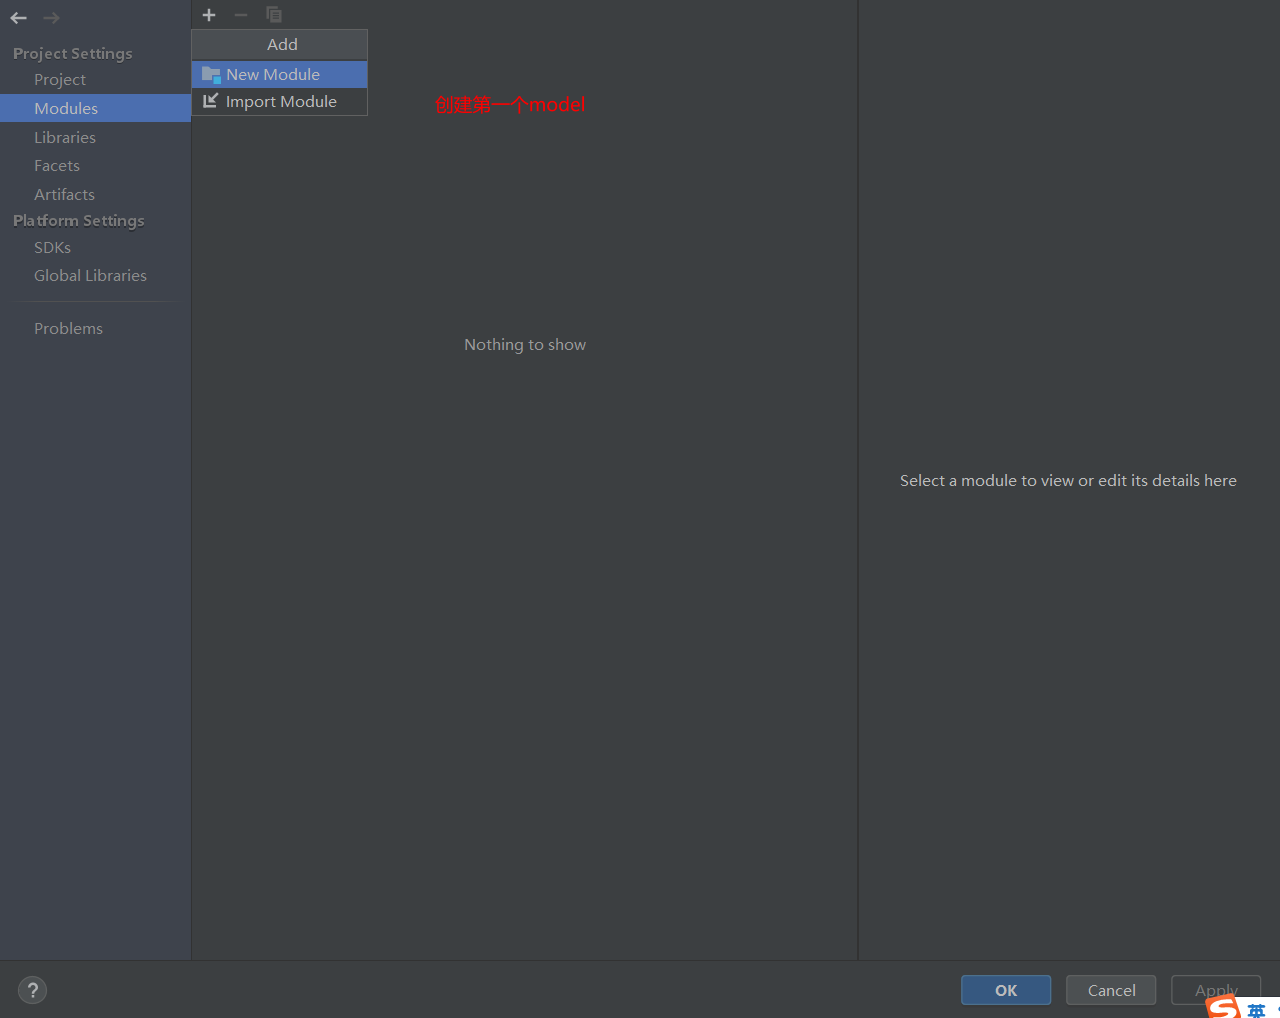 Project Settings
Project
Modules
Libraries
Facets
Artifacts
Platform Settings
SDKs
Global Libraries
Problems
Add
New Module
Import Module
创建第一个model
Nothing to show
Select a module to view or edit its details here
?
OK
Cancel
Apply
S
英